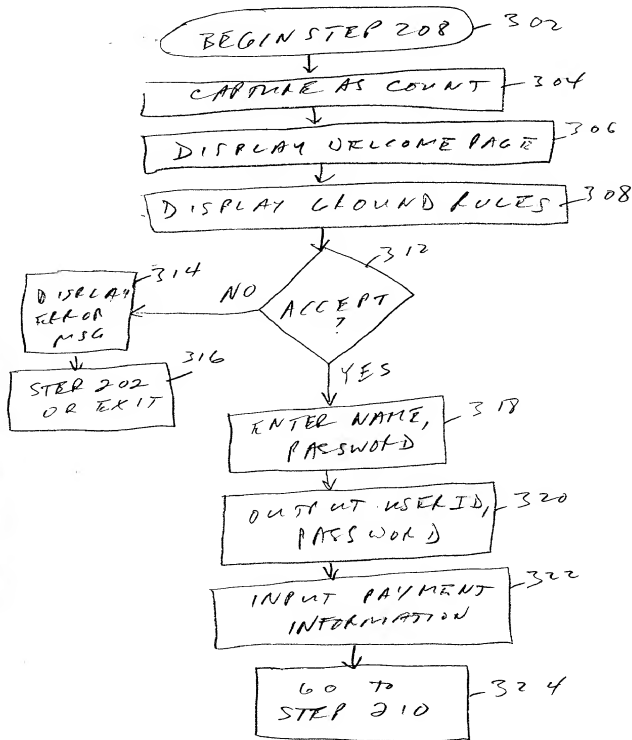 BEGIN STEP 208
302
CAPTURE AS COUNT
304
DISPLAY WELCOME PAGE
306
DISPLAY GROUND RULES
308
312
ACCEPT
?
NO
314
DISPLAY
ERROR
MSG
316
STEP 202
OR EXIT
YES
ENTER NAME,
PASSWORD
318
OUTPUT USER ID,
PASSWORD
320
INPUT PAYMENT
INFORMATION
322
GO TO
STEP 210
324